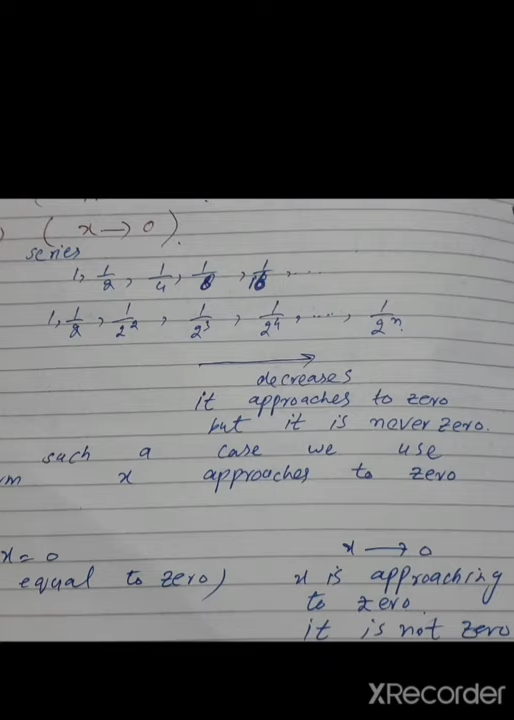 ( x → 0 ).
series
1, 1/2, 1/4, 1/8, 1/16, ....
1, 1/2, 1/2², 1/2³, 1/2⁴, ...., 1/2ⁿ
decreases
it approaches to zero
but it is never zero.
such a case we use
x approaches to zero
x = 0
x → 0
equal to zero)
x is approaching
to zero.
it is not zero
XRecorder